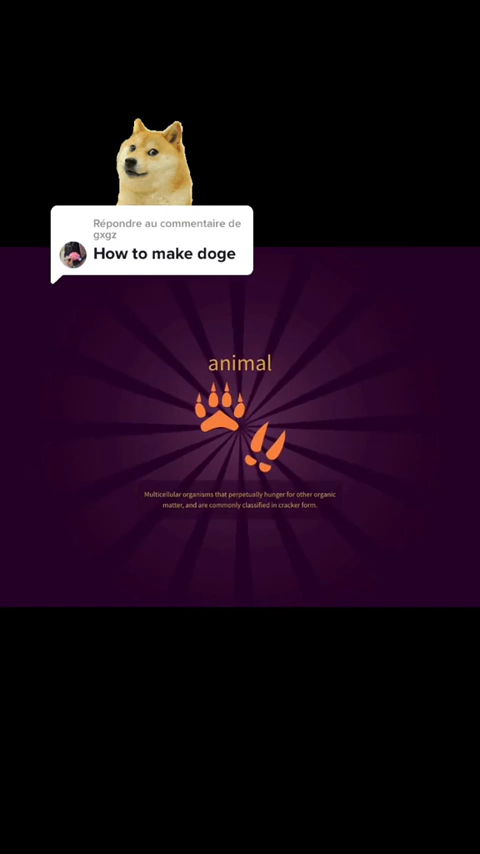 Répondre au commentaire de
gxgz
How to make doge
animal
Multicellular organisms that perpetually hunger for other organic
matter, and are commonly classified in cracker form.